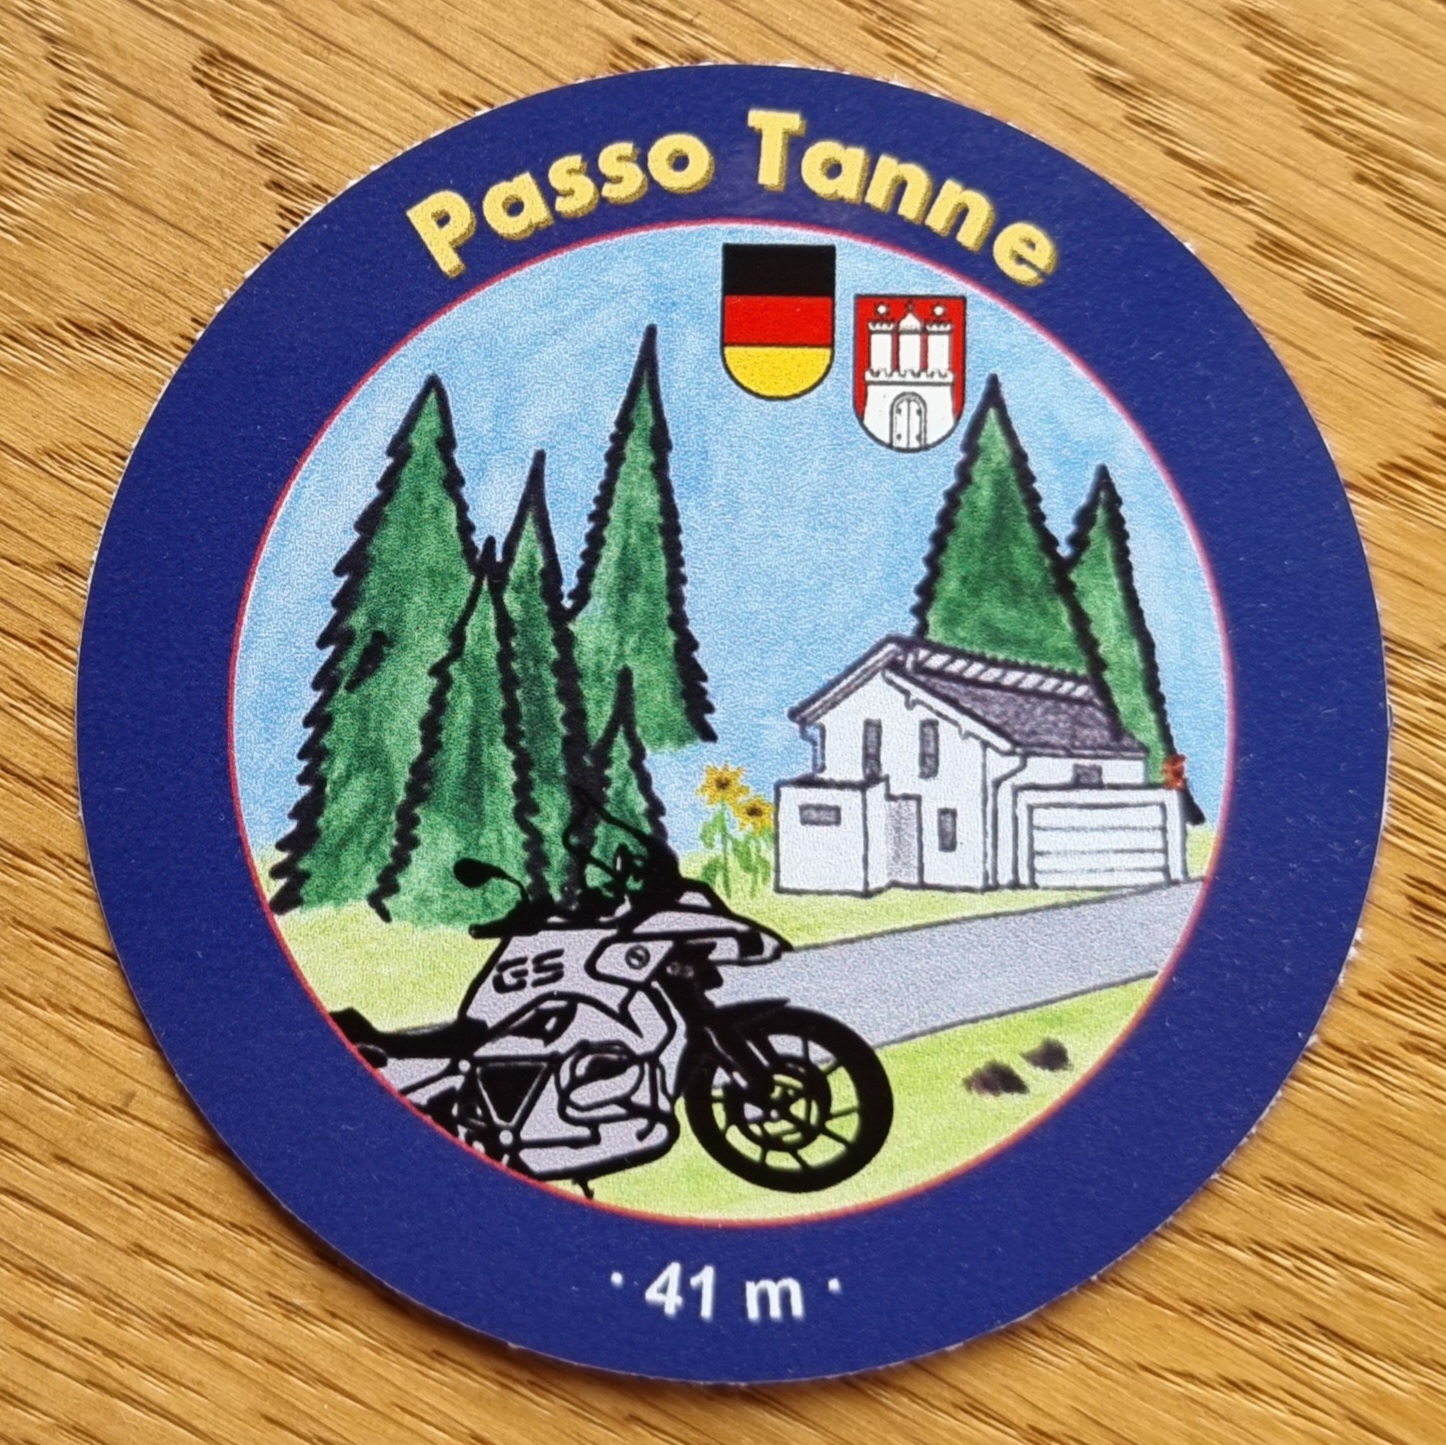 Passo Tanne
GS
· 41 m ·